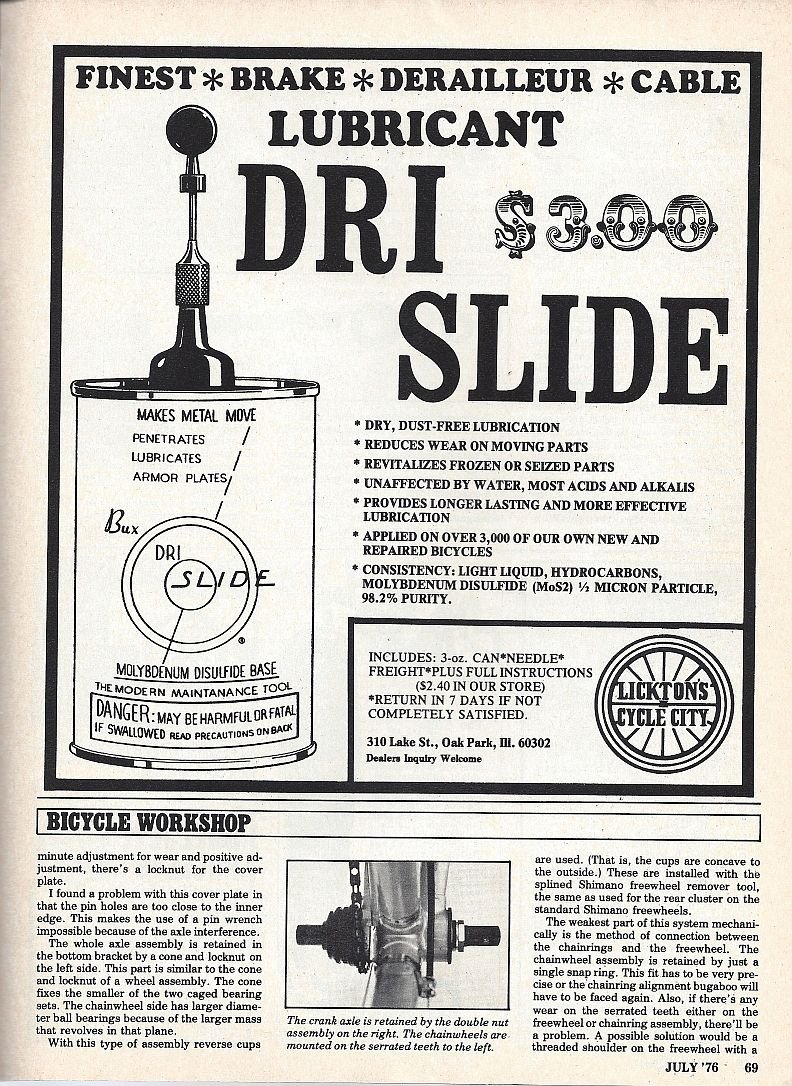 FINEST * BRAKE * DERAILLEUR * CABLE
LUBRICANT
DRI
$3.00
SLIDE
MAKES METAL MOVE
PENETRATES
LUBRICATES
ARMOR PLATES
Bux
DRI
SLIDE
®
MOLYBDENUM DISULFIDE BASE
THE MODERN MAINTANANCE TOOL
DANGER: MAY BE HARMFUL OR FATAL
IF SWALLOWED READ PRECAUTIONS ON BACK
* DRY, DUST-FREE LUBRICATION
* REDUCES WEAR ON MOVING PARTS
* REVITALIZES FROZEN OR SEIZED PARTS
* UNAFFECTED BY WATER, MOST ACIDS AND ALKALIS
* PROVIDES LONGER LASTING AND MORE EFFECTIVE
LUBRICATION
* APPLIED ON OVER 3,000 OF OUR OWN NEW AND
REPAIRED BICYCLES
* CONSISTENCY: LIGHT LIQUID, HYDROCARBONS,
MOLYBDENUM DISULFIDE (MoS2) ½ MICRON PARTICLE,
98.2% PURITY.
INCLUDES: 3-oz. CAN*NEEDLE*
FREIGHT*PLUS FULL INSTRUCTIONS
($2.40 IN OUR STORE)
*RETURN IN 7 DAYS IF NOT
COMPLETELY SATISFIED.
310 Lake St., Oak Park, Ill. 60302
Dealers Inquiry Welcome
LICKTON'S
CYCLE CITY
BICYCLE WORKSHOP
minute adjustment for wear and positive ad-
justment, there's a locknut for the cover
plate.
I found a problem with this cover plate in
that the pin holes are too close to the inner
edge. This makes the use of a pin wrench
impossible because of the axle interference.
The whole axle assembly is retained in
the bottom bracket by a cone and locknut on
the left side. This part is similar to the cone
and locknut of a wheel assembly. The cone
fixes the smaller of the two caged bearing
sets. The chainwheel side has larger diame-
ter ball bearings because of the larger mass
that revolves in that plane.
With this type of assembly reverse cups
The crank axle is retained by the double nut
assembly on the right. The chainwheels are
mounted on the serrated teeth to the left.
are used. (That is, the cups are concave to
the outside.) These are installed with the
splined Shimano freewheel remover tool,
the same as used for the rear cluster on the
standard Shimano freewheels.
The weakest part of this system mechani-
cally is the method of connection between
the chainrings and the freewheel. The
chainwheel assembly is retained by just a
single snap ring. This fit has to be very pre-
cise or the chainring alignment bugaboo will
have to be faced again. Also, if there's any
wear on the serrated teeth either on the
freewheel or chainring assembly, there'll be
a problem. A possible solution would be a
threaded shoulder on the freewheel with a
JULY '76 69